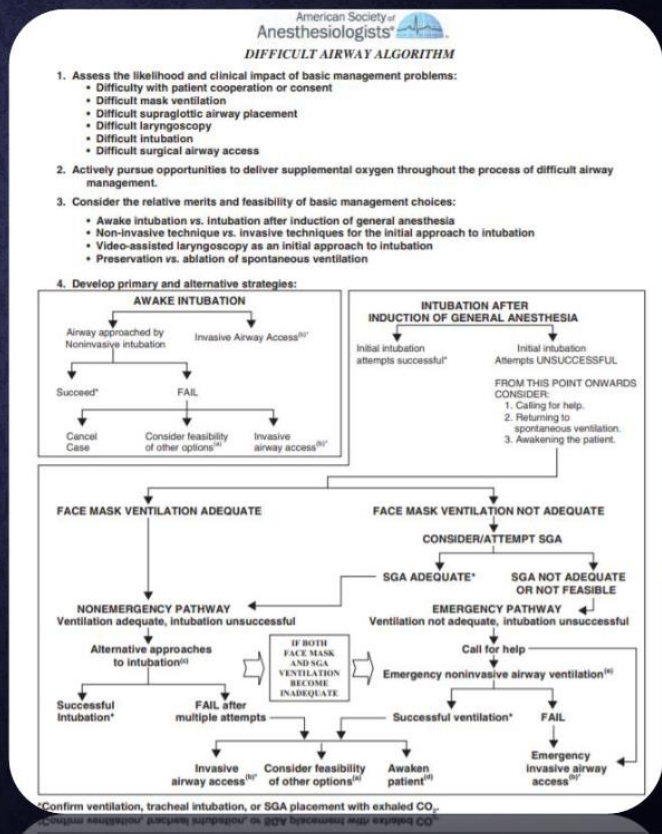 American Society of
Anesthesiologists®
DIFFICULT AIRWAY ALGORITHM
1. Assess the likelihood and clinical impact of basic management problems:
• Difficulty with patient cooperation or consent
• Difficult mask ventilation
• Difficult supraglottic airway placement
• Difficult laryngoscopy
• Difficult intubation
• Difficult surgical airway access
2. Actively pursue opportunities to deliver supplemental oxygen throughout the process of difficult airway
management.
3. Consider the relative merits and feasibility of basic management choices:
• Awake intubation vs. intubation after induction of general anesthesia
• Non-invasive technique vs. invasive techniques for the initial approach to intubation
• Video-assisted laryngoscopy as an initial approach to intubation
• Preservation vs. ablation of spontaneous ventilation
4. Develop primary and alternative strategies:
AWAKE INTUBATION
Airway approached by
Noninvasive intubation
Invasive Airway Access(b)*
Succeed*
FAIL
Cancel
Case
Consider feasibility
of other options(a)
Invasive
airway access(b)*
INTUBATION AFTER
INDUCTION OF GENERAL ANESTHESIA
Initial intubation
attempts successful*
Initial intubation
Attempts UNSUCCESSFUL
FROM THIS POINT ONWARDS
CONSIDER:
1. Calling for help.
2. Returning to
spontaneous ventilation.
3. Awakening the patient.
FACE MASK VENTILATION ADEQUATE
FACE MASK VENTILATION NOT ADEQUATE
CONSIDER/ATTEMPT SGA
SGA ADEQUATE*
SGA NOT ADEQUATE
OR NOT FEASIBLE
NONEMERGENCY PATHWAY
Ventilation adequate, intubation unsuccessful
EMERGENCY PATHWAY
Ventilation not adequate, intubation unsuccessful
Alternative approaches
to intubation(c)
IF BOTH
FACE MASK
AND SGA
VENTILATION
BECOME
INADEQUATE
Call for help
Emergency noninvasive airway ventilation(e)
Successful
Intubation*
FAIL after
multiple attempts
Successful ventilation*
FAIL
Invasive
airway access(b)*
Consider feasibility
of other options(a)
Awaken
patient(d)
Emergency
invasive airway
access(b)*
*Confirm ventilation, tracheal intubation, or SGA placement with exhaled CO2.